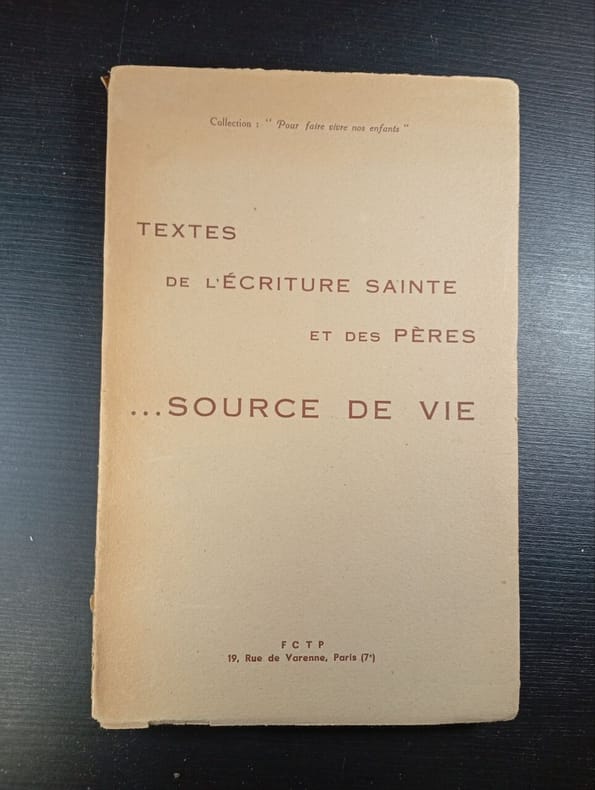 Collection : " Pour faire vivre nos enfants "
TEXTES
DE L'ÉCRITURE SAINTE
ET DES PÈRES
...SOURCE DE VIE
F C T P
19, Rue de Varenne, Paris (7e)